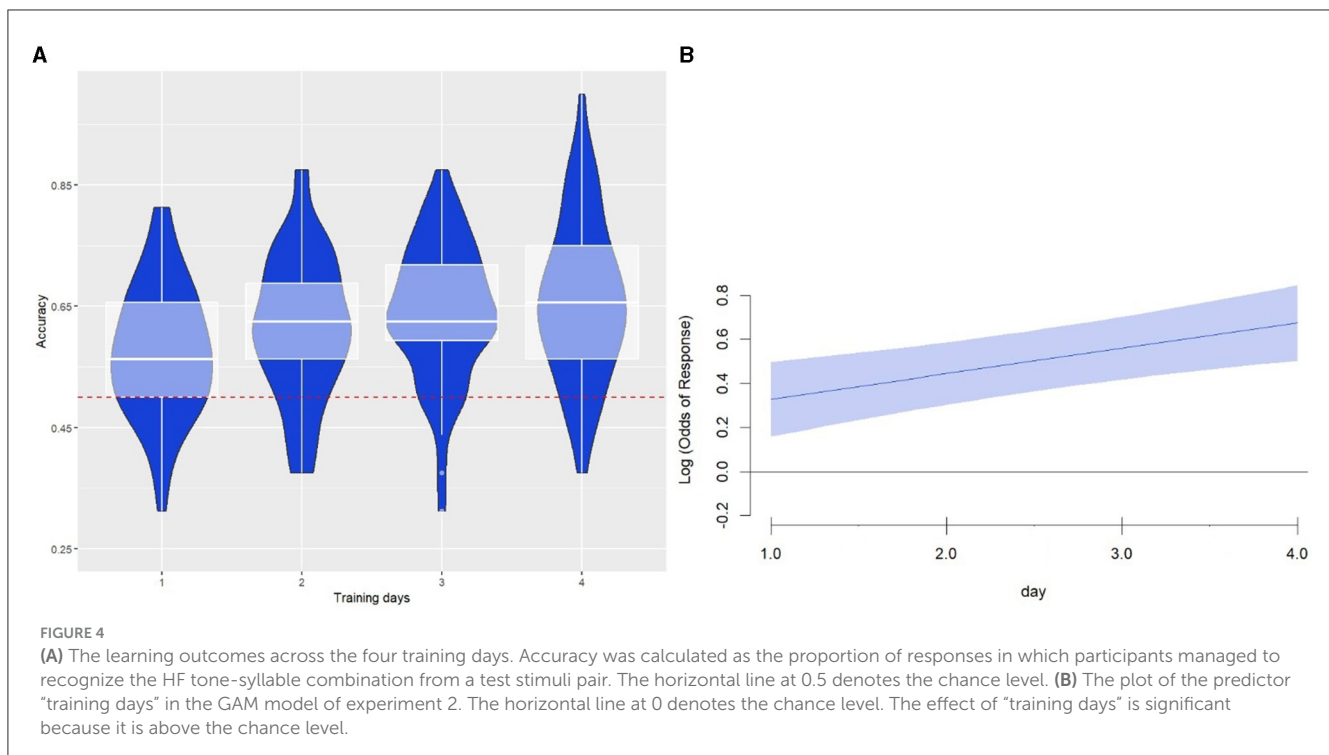 A
B
0.85
0.65
0.45
0.25
Accuracy
1 2 3 4
Training days
0.8
0.6
0.4
0.2
0.0
-0.2
Log (Odds of Response)
1.0 2.0 3.0 4.0
day
FIGURE 4
(A) The learning outcomes across the four training days. Accuracy was calculated as the proportion of responses in which participants managed to
recognize the HF tone-syllable combination from a test stimuli pair. The horizontal line at 0.5 denotes the chance level. (B) The plot of the predictor
“training days” in the GAM model of experiment 2. The horizontal line at 0 denotes the chance level. The effect of “training days” is significant
because it is above the chance level.